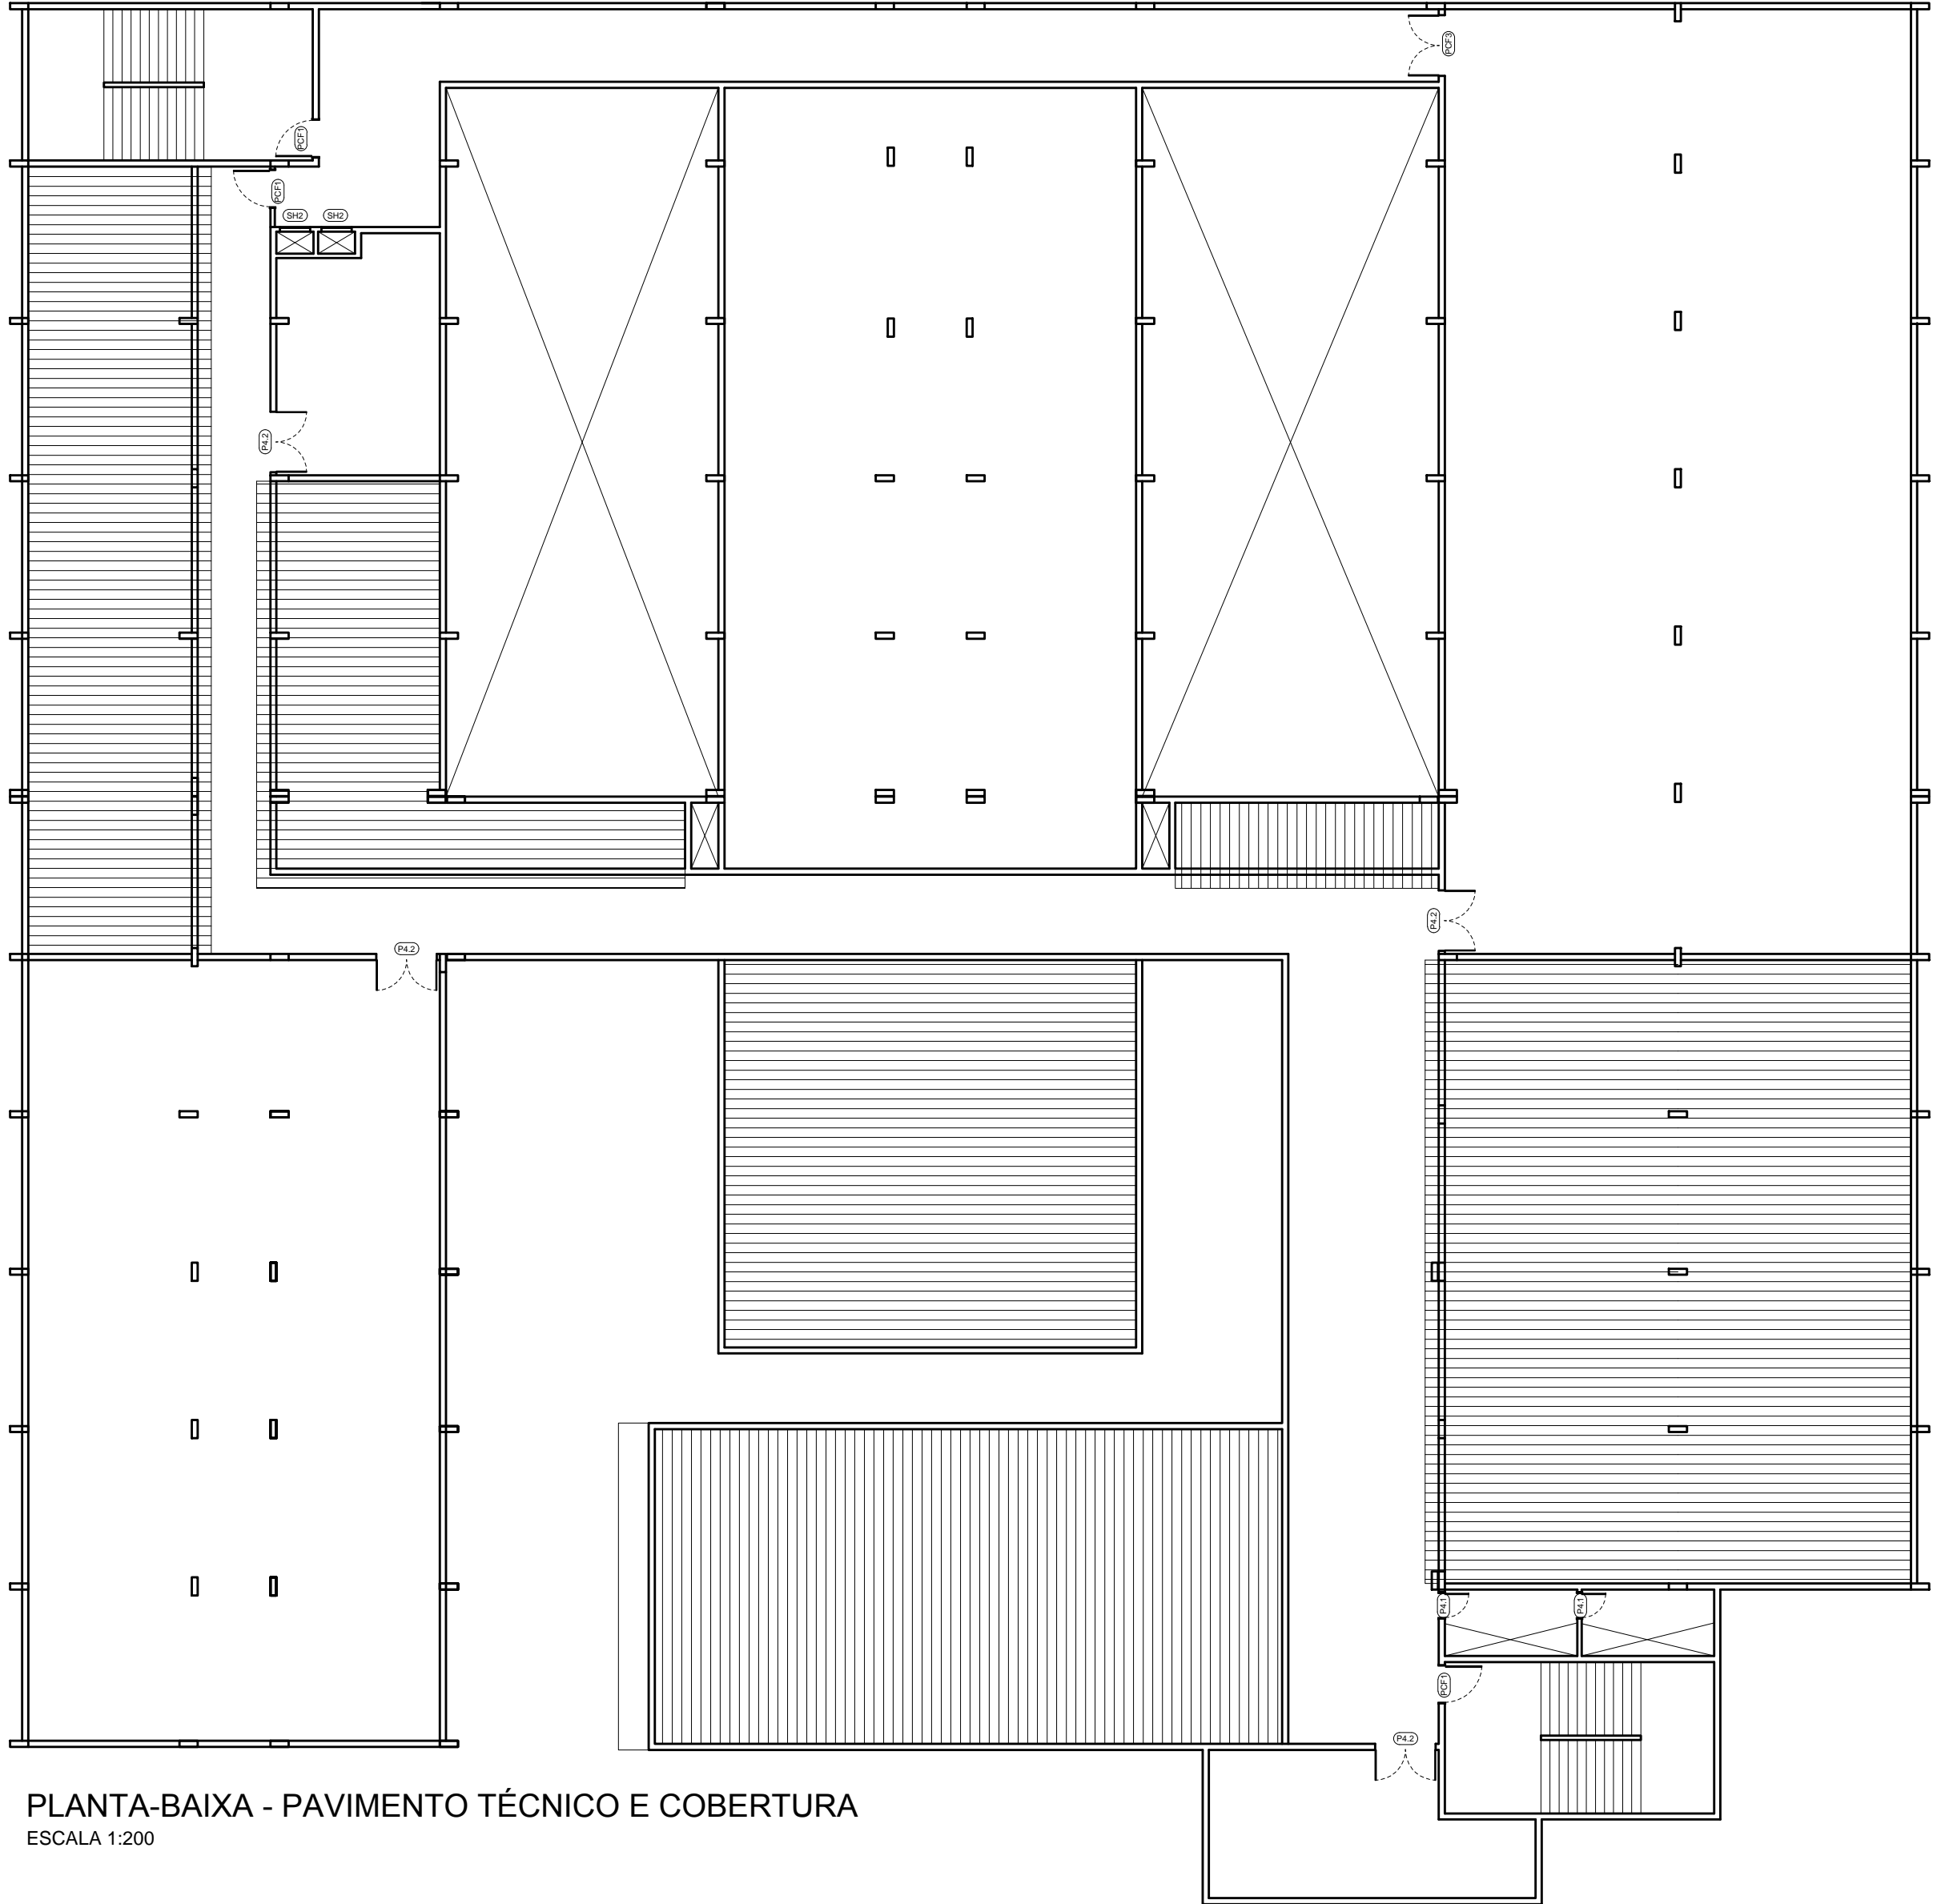 PCF3
PCF1
PCF1
SH2 SH2
P4.2
P4.2
P4.2
P4.1
P4.1
PCF1
P4.2
PLANTA-BAIXA - PAVIMENTO TÉCNICO E COBERTURA
ESCALA 1:200